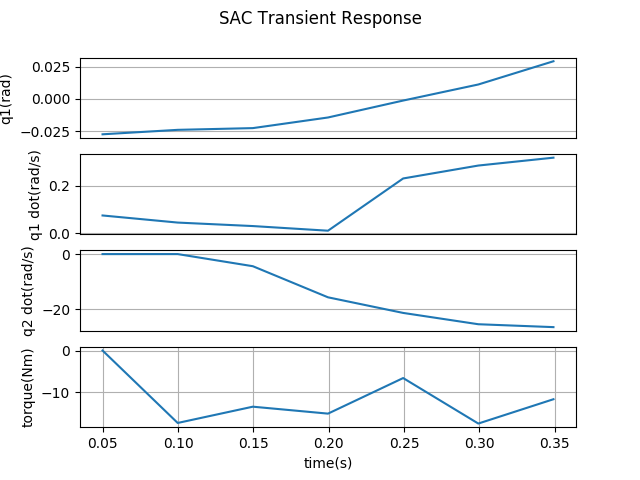 SAC Transient Response
q1(rad)
0.025
0.000
−0.025
q1 dot(rad/s)
0.2
0.0
q2 dot(rad/s)
0
−20
torque(Nm)
0
−10
0.05 0.10 0.15 0.20 0.25 0.30 0.35
time(s)